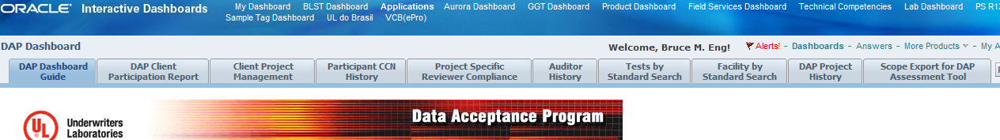 ORACLE® Interactive Dashboards
My Dashboard BLST Dashboard Applications Aurora Dashboard GGT Dashboard Product Dashboard Field Services Dashboard Technical Competencies Lab Dashboard PS R12
Sample Tag Dashboard UL do Brasil VCB(ePro)
DAP Dashboard
Welcome, Bruce M. Eng! Alerts! - Dashboards - Answers - More Products - My A
DAP Dashboard
Guide
DAP Client
Participation Report
Client Project
Management
Participant CCN
History
Project Specific
Reviewer Compliance
Auditor
History
Tests by
Standard Search
Facility by
Standard Search
DAP Project
History
Scope Export for DAP
Assessment Tool
UL ®
Underwriters
Laboratories
Data Acceptance Program